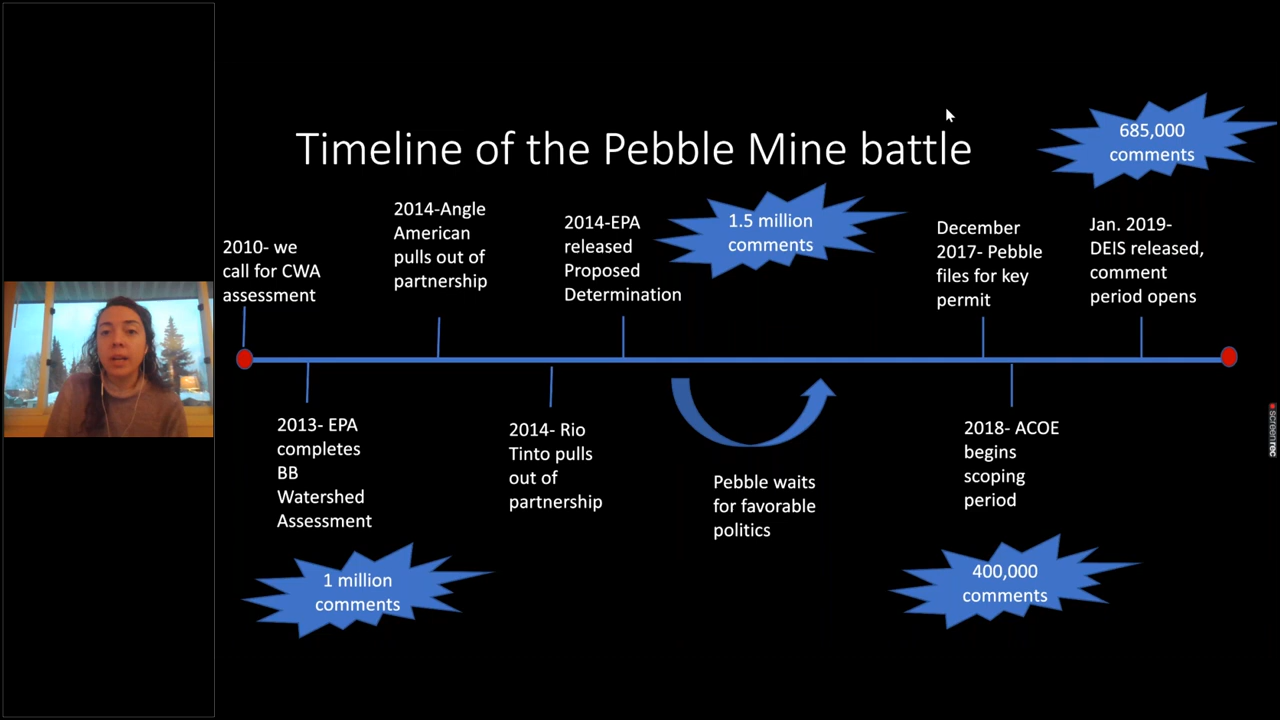 Timeline of the Pebble Mine battle
685,000
comments
2010- we
call for CWA
assessment
2014-Angle
American
pulls out of
partnership
2014-EPA
released
Proposed
Determination
1.5 million
comments
December
2017- Pebble
files for key
permit
Jan. 2019-
DEIS released,
comment
period opens
2013- EPA
completes
BB
Watershed
Assessment
2014- Rio
Tinto pulls
out of
partnership
Pebble waits
for favorable
politics
2018- ACOE
begins
scoping
period
1 million
comments
400,000
comments
screenrec